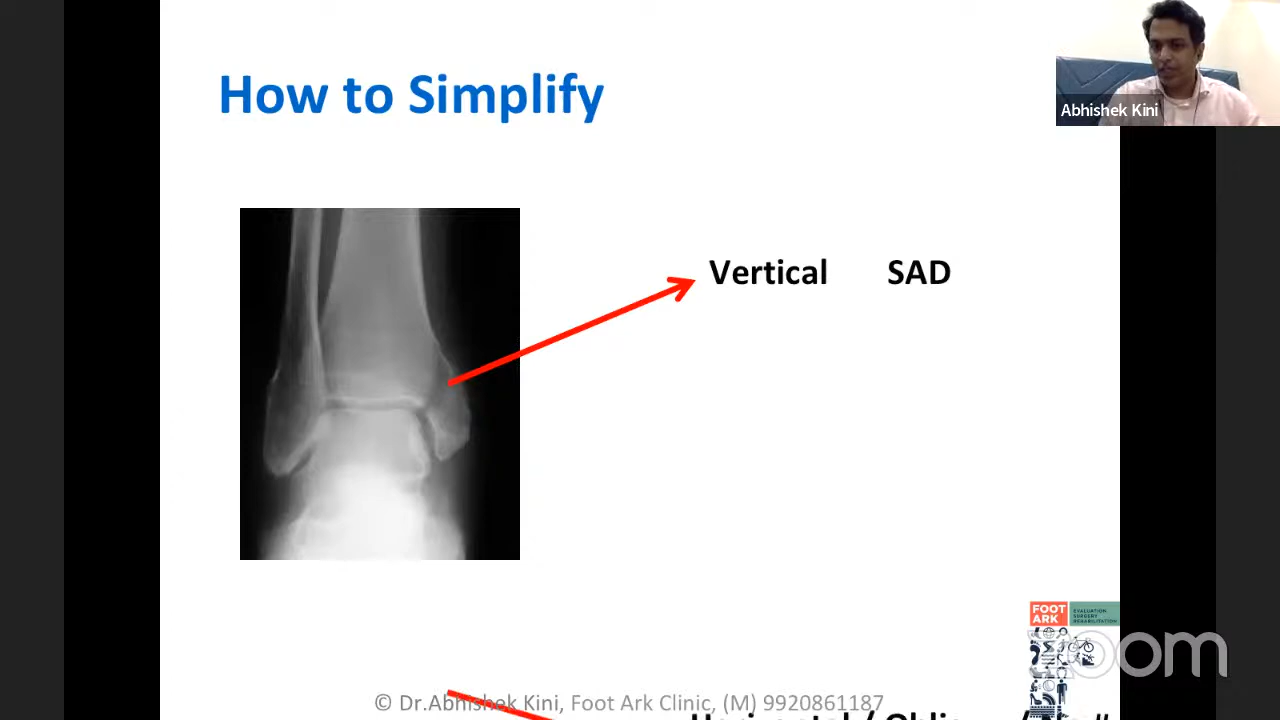 How to Simplify
Abhishek Kini
Vertical SAD
FOOT
ARK
EVALUATION
SURGERY
REHABILITATION
zoom
© Dr.Abhishek Kini, Foot Ark Clinic, (M) 9920861187
Horizontal /